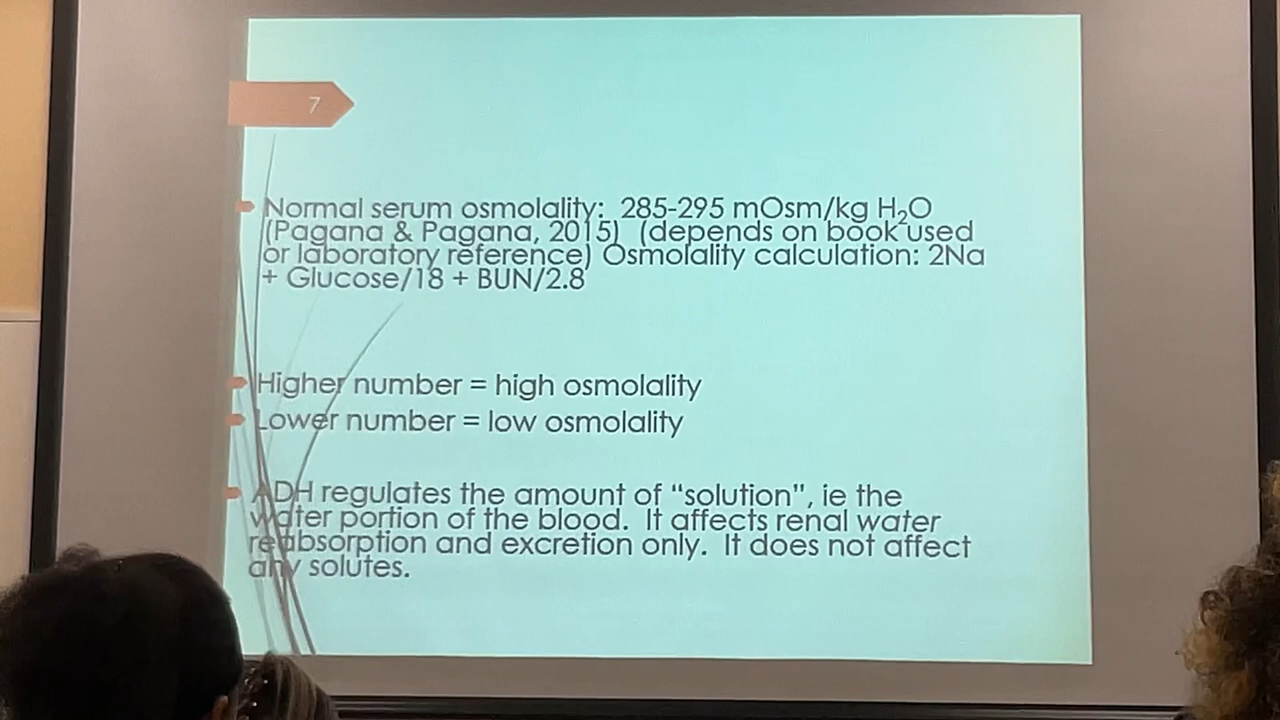 7
Normal serum osmolality: 285-295 mOsm/kg H₂O
(Pagana & Pagana, 2015) (depends on book used
or laboratory reference) Osmolality calculation: 2Na
+ Glucose/18 + BUN/2.8
Higher number = high osmolality
Lower number = low osmolality
ADH regulates the amount of “solution”, ie the
water portion of the blood. It affects renal water
reabsorption and excretion only. It does not affect
any solutes.